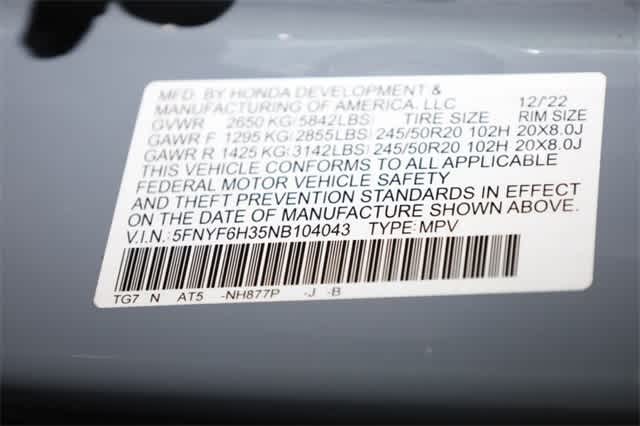 MFD. BY HONDA DEVELOPMENT &
MANUFACTURING OF AMERICA, LLC 12/'22
GVWR 2650 KG(5842LBS) TIRE SIZE RIM SIZE
GAWR F 1295 KG(2855LBS) 245/50R20 102H 20X8.0J
GAWR R 1425 KG(3142LBS) 245/50R20 102H 20X8.0J
THIS VEHICLE CONFORMS TO ALL APPLICABLE
FEDERAL MOTOR VEHICLE SAFETY
AND THEFT PREVENTION STANDARDS IN EFFECT
ON THE DATE OF MANUFACTURE SHOWN ABOVE.
V.I.N.: 5FNYF6H35NB104043 TYPE: MPV
TG7 N AT5 -NH877P -J -B